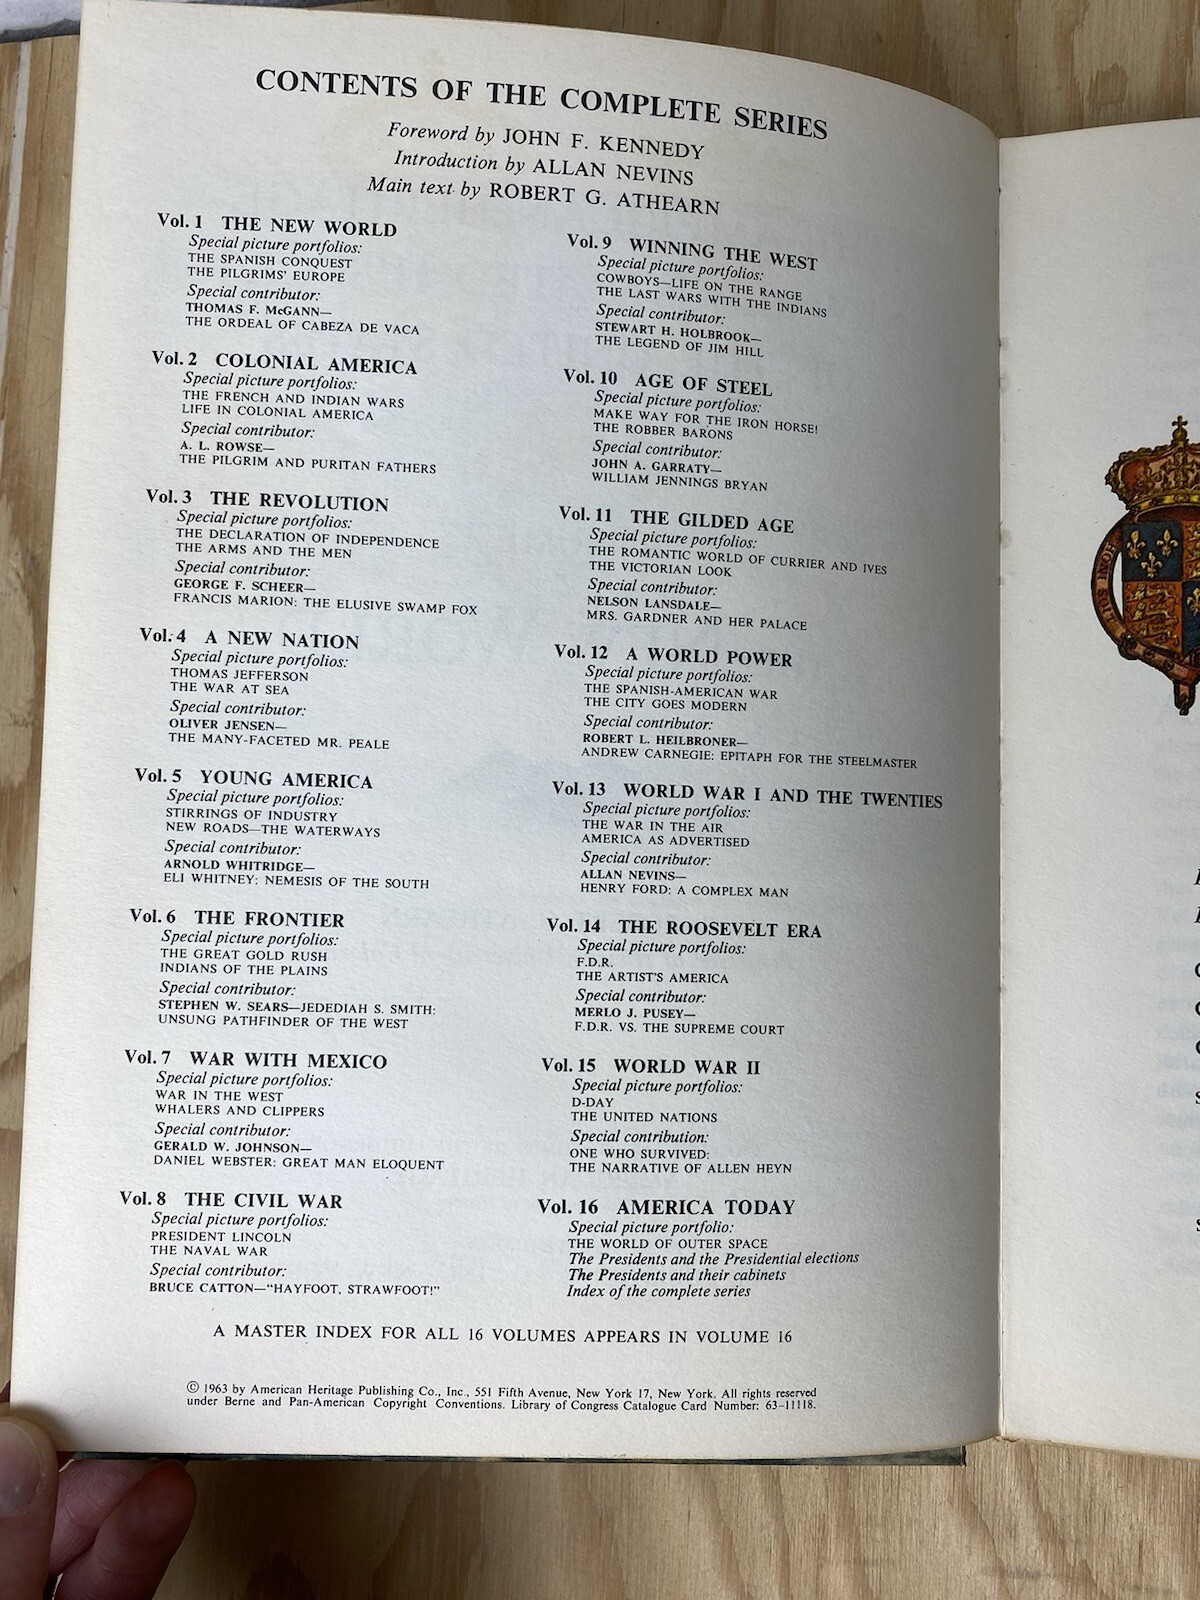 CONTENTS OF THE COMPLETE SERIES
Foreword by JOHN F. KENNEDY
Introduction by ALLAN NEVINS
Main text by ROBERT G. ATHEARN
Vol. 1 THE NEW WORLD
Special picture portfolios:
THE SPANISH CONQUEST
THE PILGRIMS' EUROPE
Special contributor:
THOMAS F. McGANN—
THE ORDEAL OF CABEZA DE VACA
Vol. 2 COLONIAL AMERICA
Special picture portfolios:
THE FRENCH AND INDIAN WARS
LIFE IN COLONIAL AMERICA
Special contributor:
A. L. ROWSE—
THE PILGRIM AND PURITAN FATHERS
Vol. 3 THE REVOLUTION
Special picture portfolios:
THE DECLARATION OF INDEPENDENCE
THE ARMS AND THE MEN
Special contributor:
GEORGE F. SCHEER—
FRANCIS MARION: THE ELUSIVE SWAMP FOX
Vol. 4 A NEW NATION
Special picture portfolios:
THOMAS JEFFERSON
THE WAR AT SEA
Special contributor:
OLIVER JENSEN—
THE MANY-FACETED MR. PEALE
Vol. 5 YOUNG AMERICA
Special picture portfolios:
STIRRINGS OF INDUSTRY
NEW ROADS—THE WATERWAYS
Special contributor:
ARNOLD WHITRIDGE—
ELI WHITNEY: NEMESIS OF THE SOUTH
Vol. 6 THE FRONTIER
Special picture portfolios:
THE GREAT GOLD RUSH
INDIANS OF THE PLAINS
Special contributor:
STEPHEN W. SEARS—JEDEDIAH S. SMITH:
UNSUNG PATHFINDER OF THE WEST
Vol. 7 WAR WITH MEXICO
Special picture portfolios:
WAR IN THE WEST
WHALERS AND CLIPPERS
Special contributor:
GERALD W. JOHNSON—
DANIEL WEBSTER: GREAT MAN ELOQUENT
Vol. 8 THE CIVIL WAR
Special picture portfolios:
PRESIDENT LINCOLN
THE NAVAL WAR
Special contributor:
BRUCE CATTON—"HAYFOOT, STRAWFOOT!"
Vol. 9 WINNING THE WEST
Special picture portfolios:
COWBOYS—LIFE ON THE RANGE
THE LAST WARS WITH THE INDIANS
Special contributor:
STEWART H. HOLBROOK—
THE LEGEND OF JIM HILL
Vol. 10 AGE OF STEEL
Special picture portfolios:
MAKE WAY FOR THE IRON HORSE!
THE ROBBER BARONS
Special contributor:
JOHN A. GARRATY—
WILLIAM JENNINGS BRYAN
Vol. 11 THE GILDED AGE
Special picture portfolios:
THE ROMANTIC WORLD OF CURRIER AND IVES
THE VICTORIAN LOOK
Special contributor:
NELSON LANSDALE—
MRS. GARDNER AND HER PALACE
Vol. 12 A WORLD POWER
Special picture portfolios:
THE SPANISH-AMERICAN WAR
THE CITY GOES MODERN
Special contributor:
ROBERT L. HEILBRONER—
ANDREW CARNEGIE: EPITAPH FOR THE STEELMASTER
Vol. 13 WORLD WAR I AND THE TWENTIES
Special picture portfolios:
THE WAR IN THE AIR
AMERICA AS ADVERTISED
Special contributor:
ALLAN NEVINS—
HENRY FORD: A COMPLEX MAN
Vol. 14 THE ROOSEVELT ERA
Special picture portfolios:
F.D.R.
THE ARTIST'S AMERICA
Special contributor:
MERLO J. PUSEY—
F.D.R. VS. THE SUPREME COURT
Vol. 15 WORLD WAR II
Special picture portfolios:
D-DAY
THE UNITED NATIONS
Special contribution:
ONE WHO SURVIVED:
THE NARRATIVE OF ALLEN HEYN
Vol. 16 AMERICA TODAY
Special picture portfolio:
THE WORLD OF OUTER SPACE
The Presidents and the Presidential elections
The Presidents and their cabinets
Index of the complete series
A MASTER INDEX FOR ALL 16 VOLUMES APPEARS IN VOLUME 16
© 1963 by American Heritage Publishing Co., Inc., 551 Fifth Avenue, New York 17, New York. All rights reserved
under Berne and Pan-American Copyright Conventions. Library of Congress Catalogue Card Number: 63-11118.